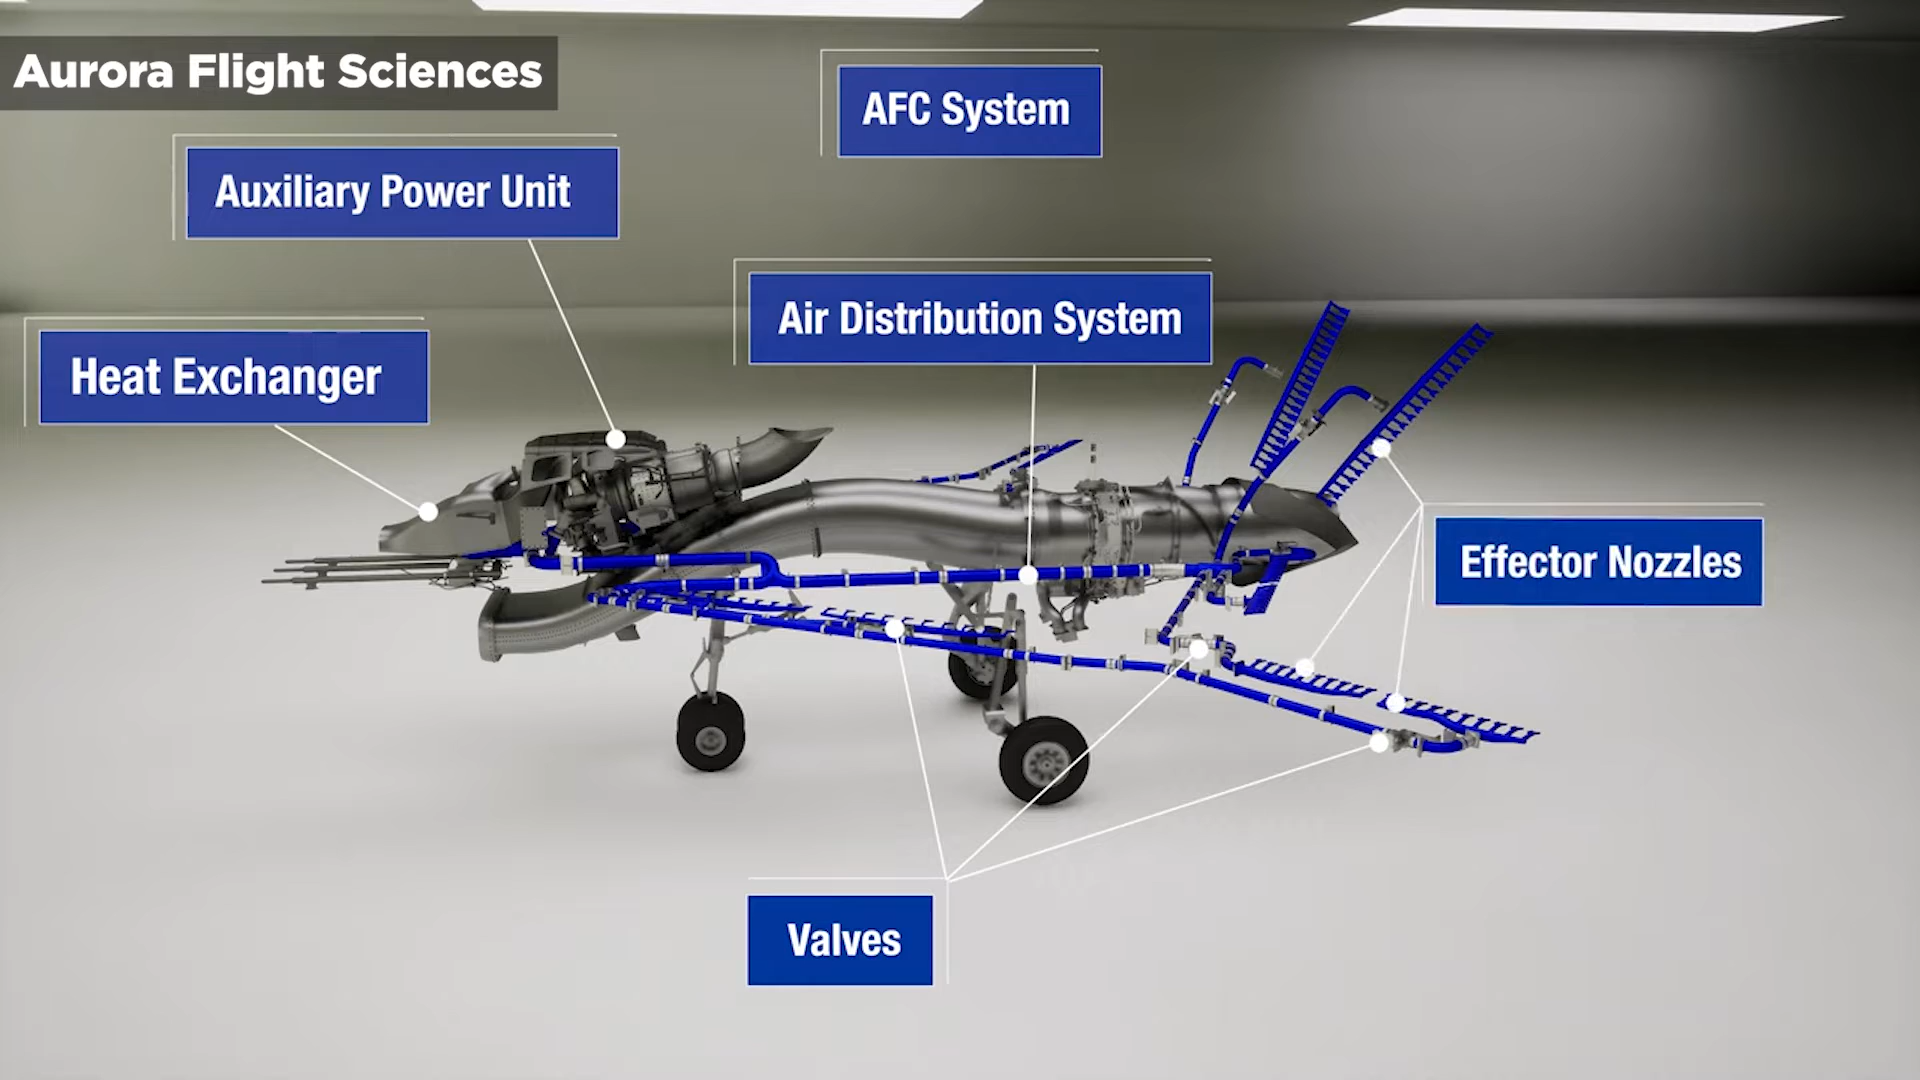 Aurora Flight Sciences
AFC System
Auxiliary Power Unit
Air Distribution System
Heat Exchanger
Effector Nozzles
Valves